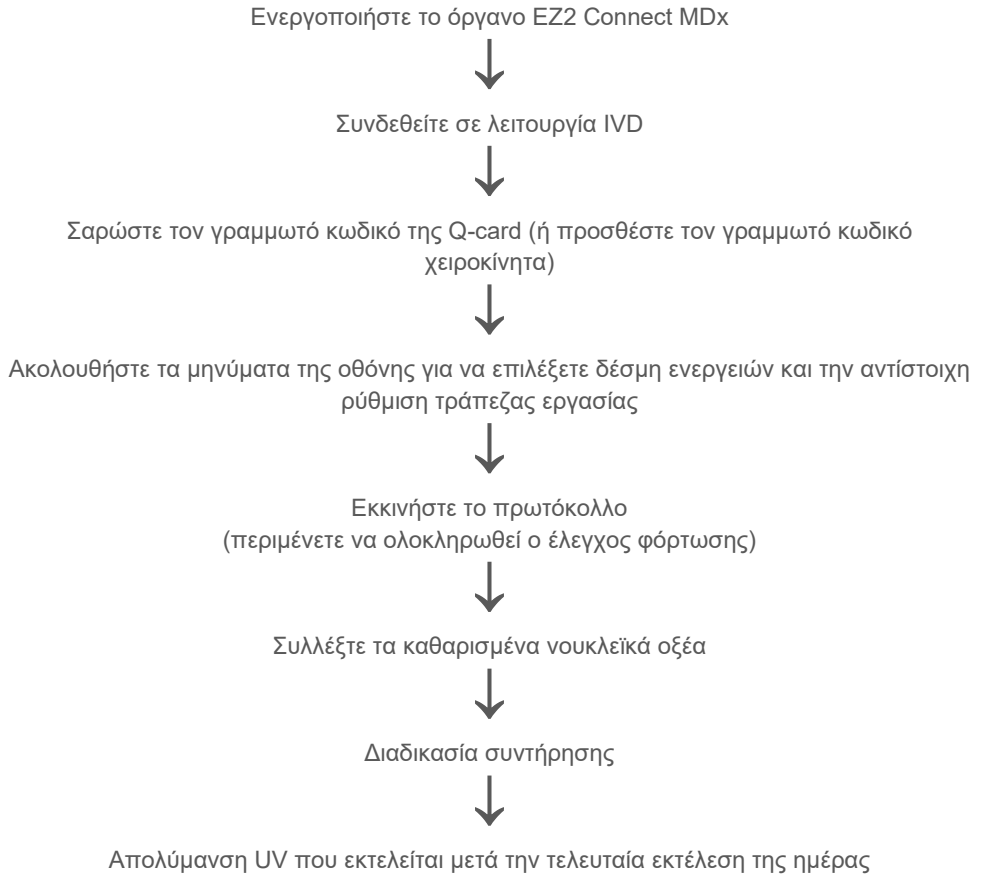 Ενεργοποιήστε το όργανο EZ2 Connect MDx
Συνδεθείτε σε λειτουργία IVD
Σαρώστε τον γραμμωτό κωδικό της Q-card (ή προσθέστε τον γραμμωτό κωδικό
χειροκίνητα)
Ακολουθήστε τα μηνύματα της οθόνης για να επιλέξετε δέσμη ενεργειών και την αντίστοιχη
ρύθμιση τράπεζας εργασίας
Εκκινήστε το πρωτόκολλο
(περιμένετε να ολοκληρωθεί ο έλεγχος φόρτωσης)
Συλλέξτε τα καθαρισμένα νουκλεϊκά οξέα
Διαδικασία συντήρησης
Απολύμανση UV που εκτελείται μετά την τελευταία εκτέλεση της ημέρας